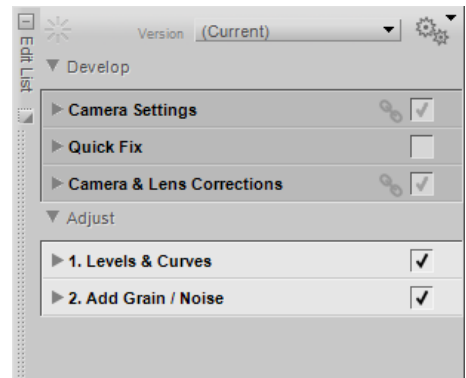 Edit List
Version (Current)
Develop
Camera Settings
Quick Fix
Camera & Lens Corrections
Adjust
1. Levels & Curves
2. Add Grain / Noise